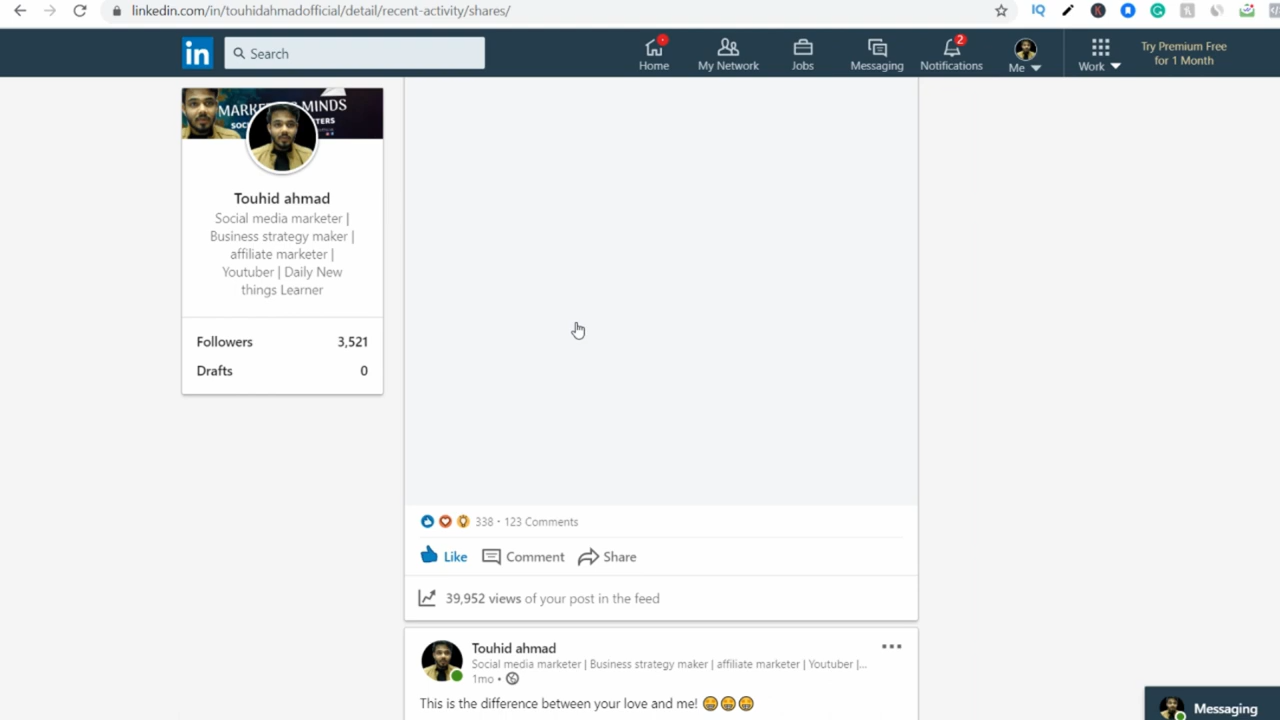 linkedin.com/in/touhidahmadofficial/detail/recent-activity/shares/
IQ
in
Search
Home
My Network
Jobs
Messaging
2
Notifications
Me
Work
Try Premium Free
for 1 Month
MINDS
Touhid ahmad
Social media marketer |
Business strategy maker |
affiliate marketer |
Youtuber | Daily New
things Learner
Followers 3,521
Drafts 0
338 · 123 Comments
Like Comment Share
39,952 views of your post in the feed
Touhid ahmad
Social media marketer | Business strategy maker | affiliate marketer | Youtuber |...
1mo •
This is the difference between your love and me! 😁😁😁
Messaging